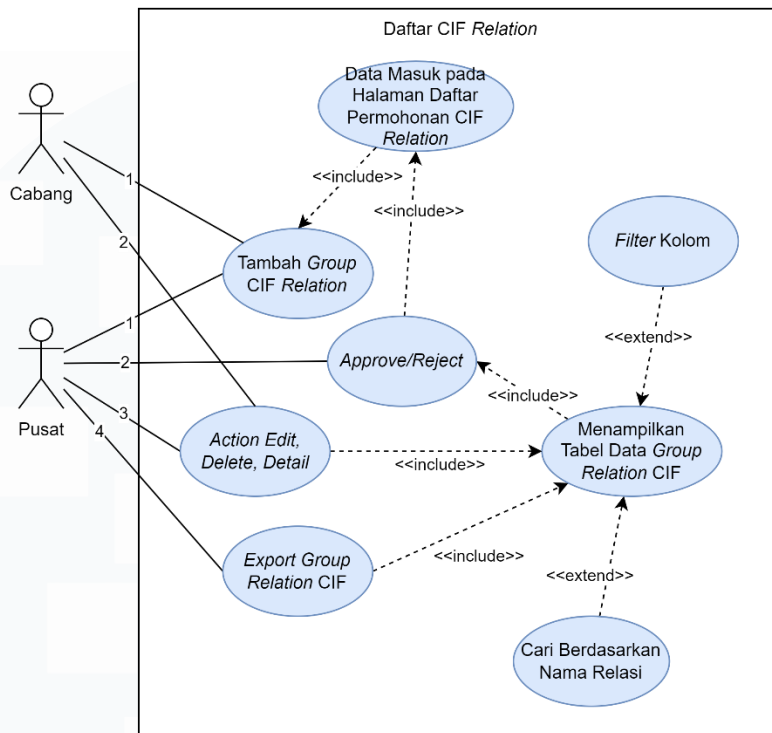 Daftar CIF Relation
Data Masuk pada
Halaman Daftar
Permohonan CIF
Relation
Cabang
1
2
<<include>>
<<include>>
Tambah Group
CIF Relation
Filter Kolom
Pusat
1
2
3
4
Approve/Reject
<<extend>>
<<include>>
Action Edit,
Delete, Detail
<<include>>
Menampilkan
Tabel Data Group
Relation CIF
Export Group
Relation CIF
<<include>>
<<extend>>
Cari Berdasarkan
Nama Relasi